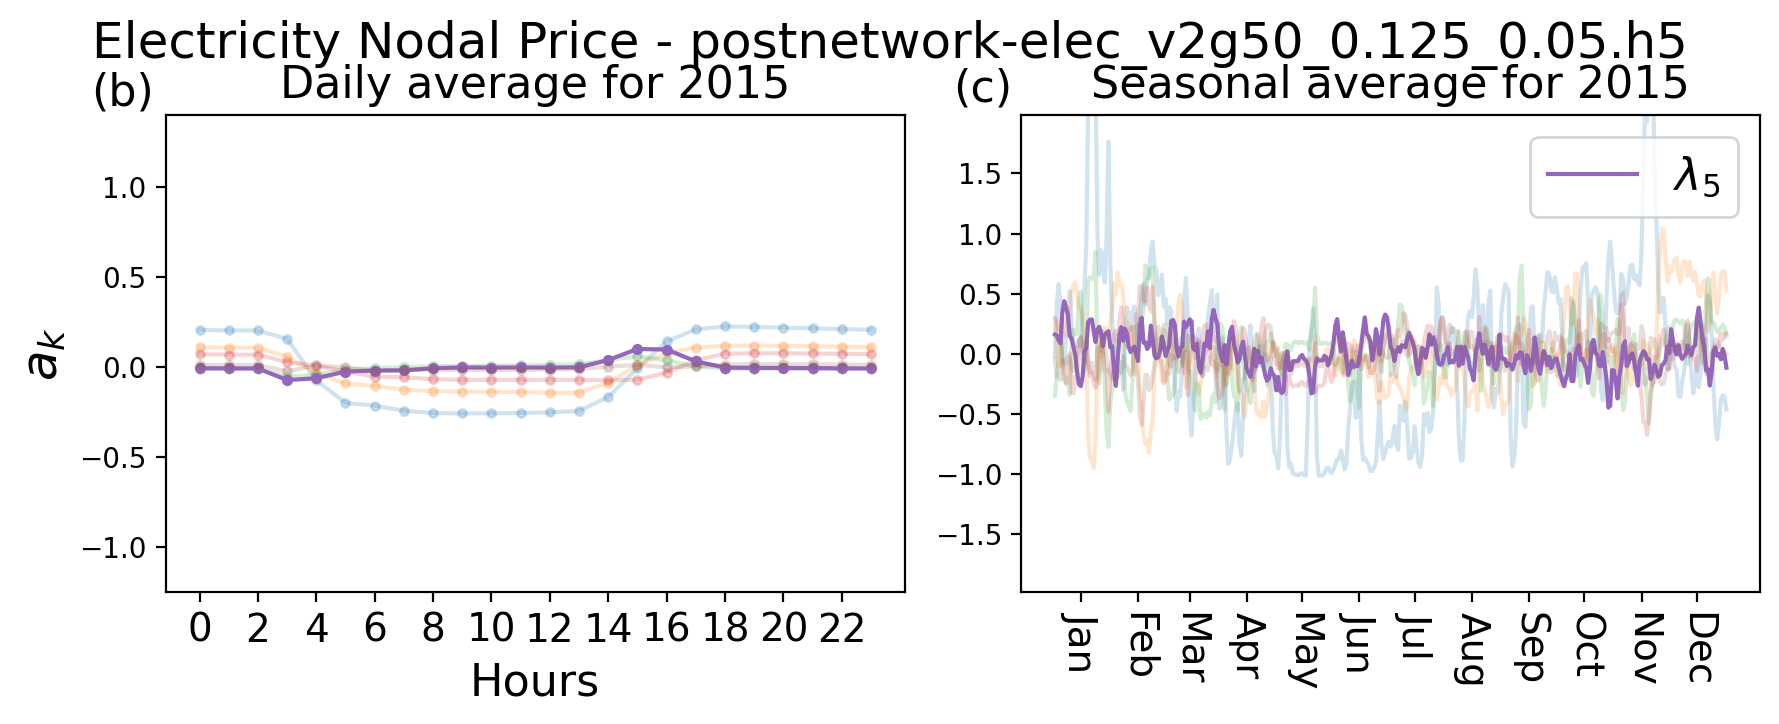 Electricity Nodal Price - postnetwork-elec_v2g50_0.125_0.05.h5
(b) Daily average for 2015
(c) Seasonal average for 2015
1.0
0.5
0.0
−0.5
−1.0
a_k
0 2 4 6 8 10 12 14 16 18 20 22
Hours
1.5
1.0
0.5
0.0
−0.5
−1.0
−1.5
λ_5
Jan Feb Mar Apr May Jun Jul Aug Sep Oct Nov Dec